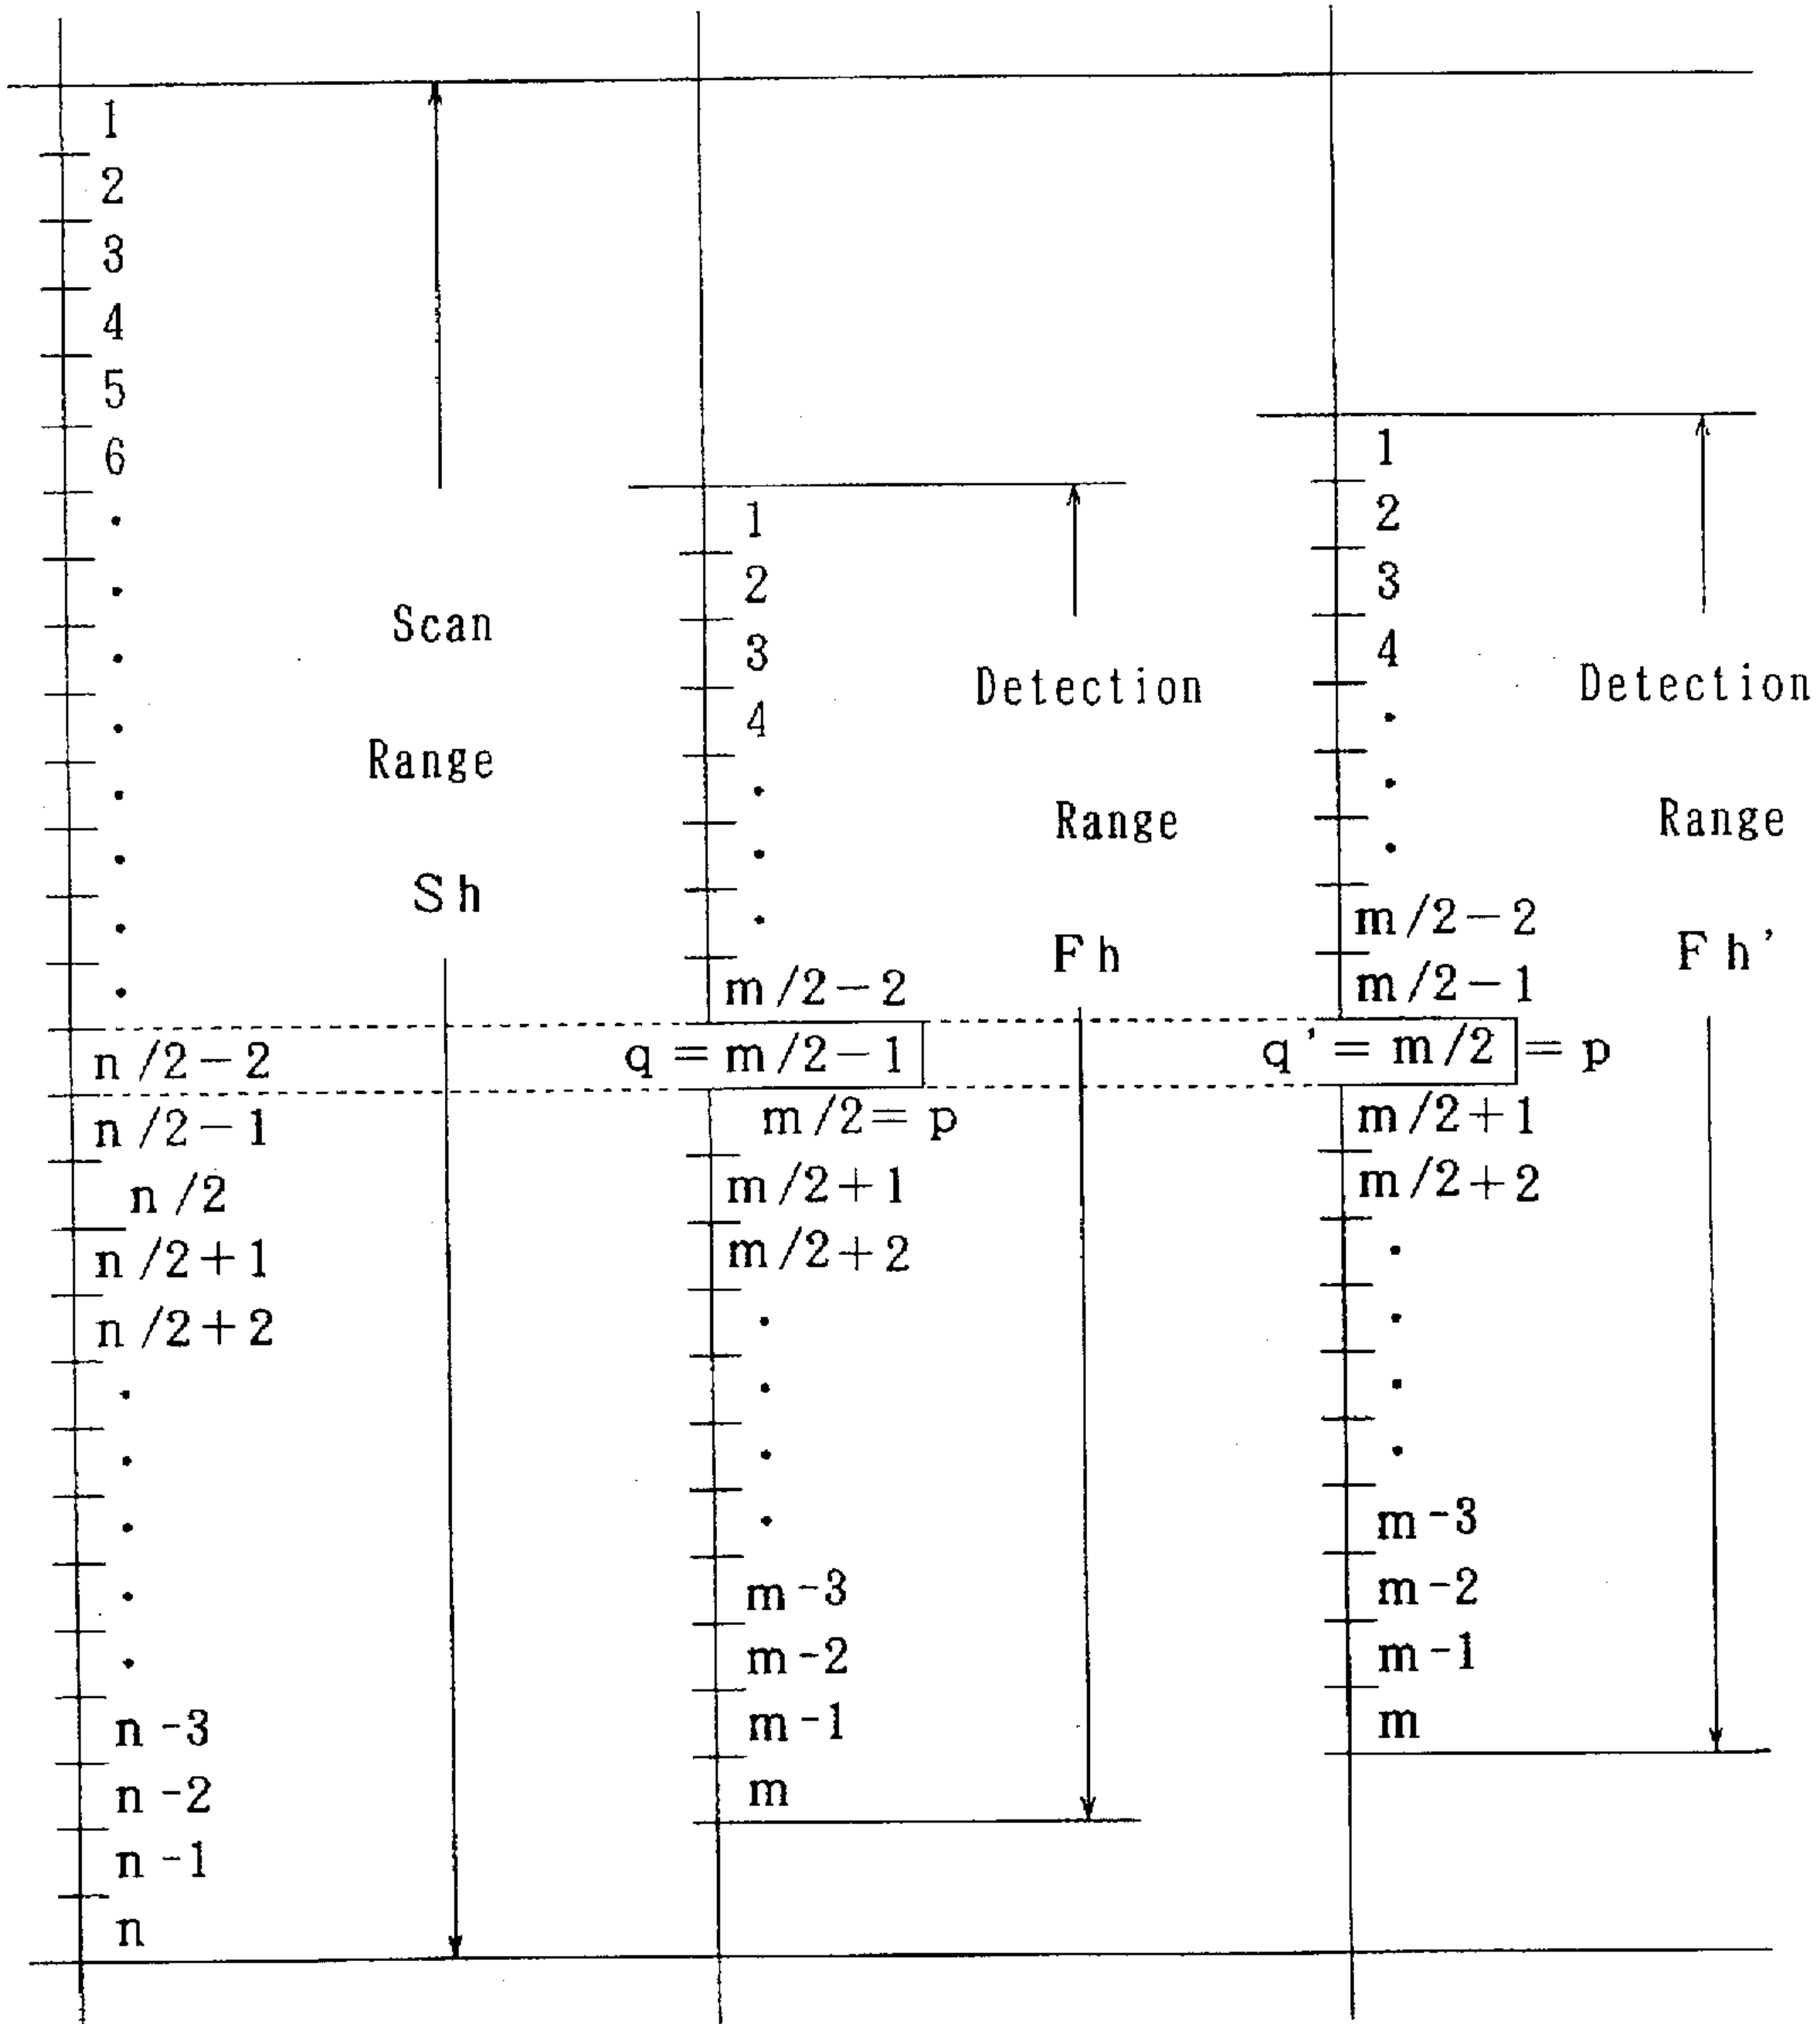 1
2
3
4
5
6
.
.
.
.
.
.
.
.
n/2-2
n/2-1
n/2
n/2+1
n/2+2
.
.
.
.
.
n-3
n-2
n-1
n
Scan
Range
Sh
1
2
3
4
.
.
.
m/2-2
q=m/2-1
m/2=p
m/2+1
m/2+2
.
.
.
.
m-3
m-2
m-1
m
Detection
Range
Fh
1
2
3
4
.
.
.
m/2-2
m/2-1
q'=m/2=p
m/2+1
m/2+2
.
.
.
.
m-3
m-2
m-1
m
Detection
Range
Fh'